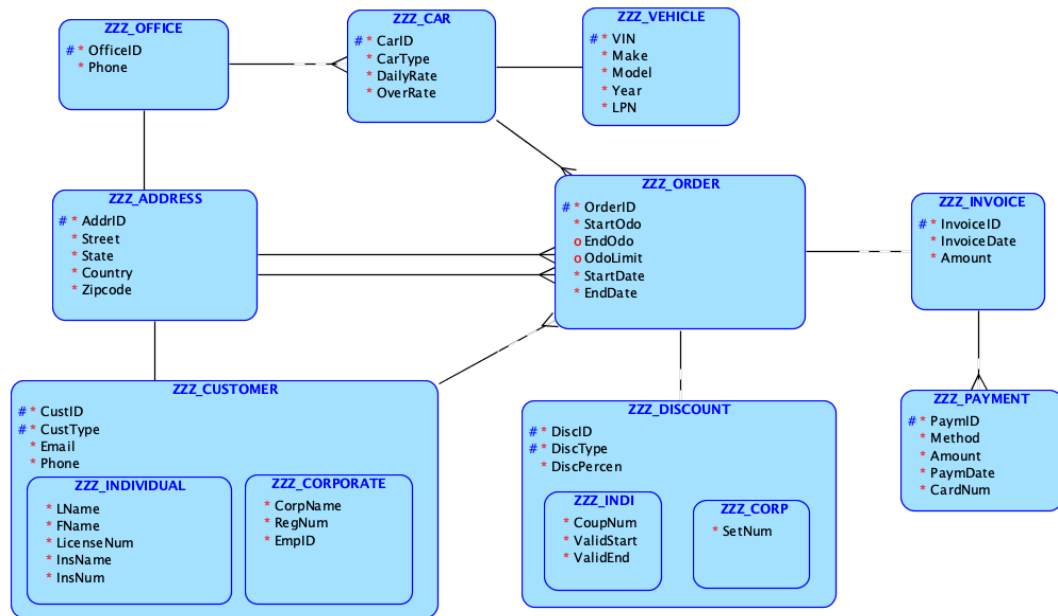 ZZZ_OFFICE
# * OfficeID
* Phone
ZZZ_CAR
# * CarID
* CarType
* DailyRate
* OverRate
ZZZ_VEHICLE
# * VIN
* Make
* Model
* Year
* LPN
ZZZ_ADDRESS
# * AddrID
* Street
* State
* Country
* Zipcode
ZZZ_ORDER
# * OrderID
* StartOdo
o EndOdo
o OdoLimit
* StartDate
* EndDate
ZZZ_INVOICE
# * InvoiceID
* InvoiceDate
* Amount
ZZZ_CUSTOMER
# * CustID
# * CustType
* Email
* Phone
ZZZ_INDIVIDUAL
* LName
* FName
* LicenseNum
* InsName
* InsNum
ZZZ_CORPORATE
* CorpName
* RegNum
* EmpID
ZZZ_DISCOUNT
# * DiscID
# * DiscType
* DiscPercen
ZZZ_INDI
* CoupNum
* ValidStart
* ValidEnd
ZZZ_CORP
* SetNum
ZZZ_PAYMENT
# * PaymID
* Method
* Amount
* PaymDate
* CardNum